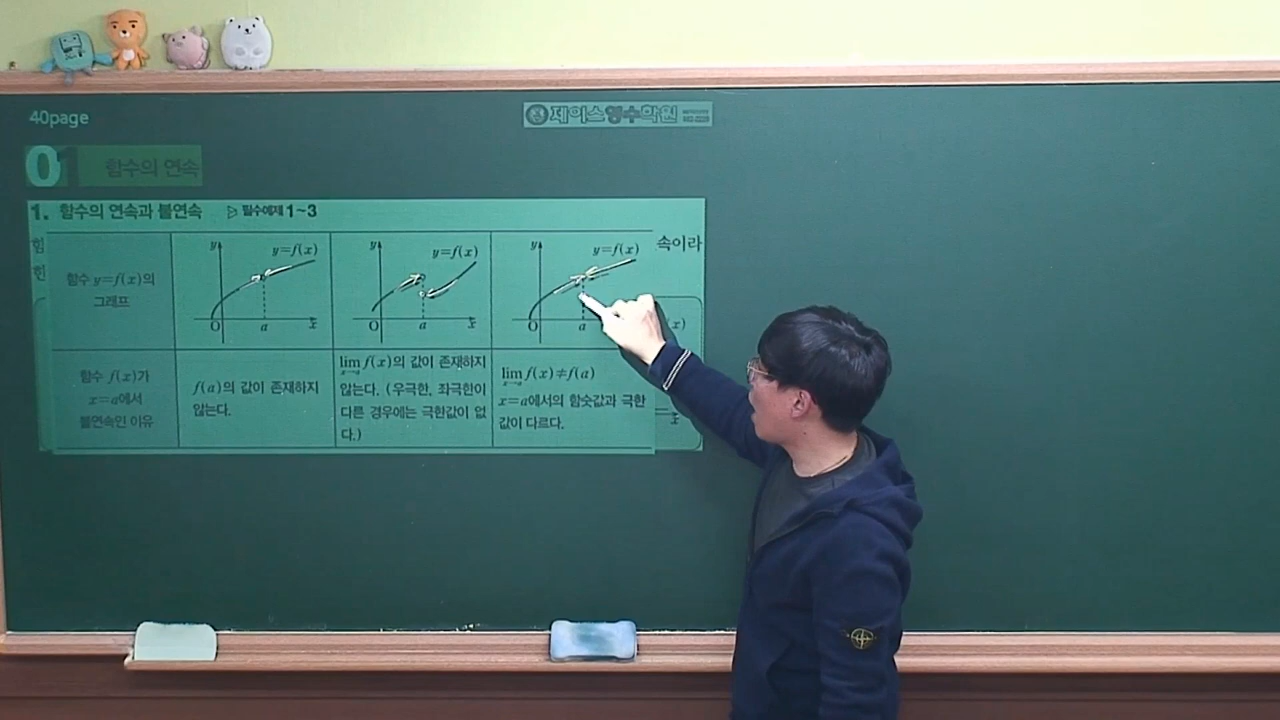 40page
제이스영수학원
0
함수의 연속
1. 함수의 연속과 불연속 ▷ 필수예제 1~3
속이라
함수 y=f(x)의
그래프
y
y=f(x)
O
a
x
y
y=f(x)
O
a
x
y
y=f(x)
O
a
x)
함수 f(x)가
x=a에서
불연속인 이유
f(a)의 값이 존재하지
않는다.
lim f(x)의 값이 존재하지
x→a
않는다. (우극한, 좌극한이
다른 경우에는 극한값이 없
다.)
lim f(x)≠f(a)
x→a
x=a에서의 함숫값과 극한
값이 다르다.
x